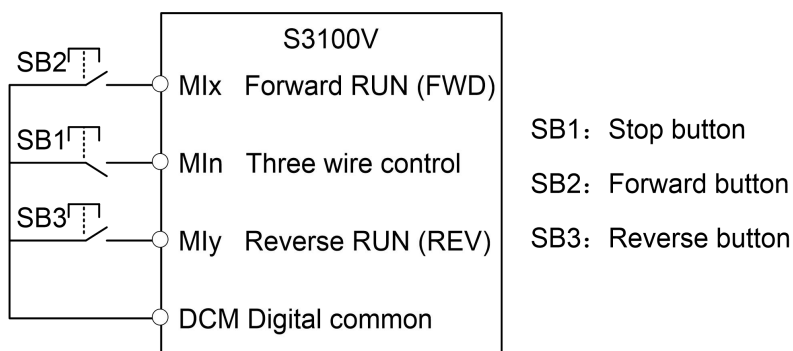 S3100V
SB2
MIx Forward RUN (FWD)
SB1
MIn Three wire control
SB3
MIy Reverse RUN (REV)
DCM Digital common
SB1：Stop button
SB2：Forward button
SB3：Reverse button